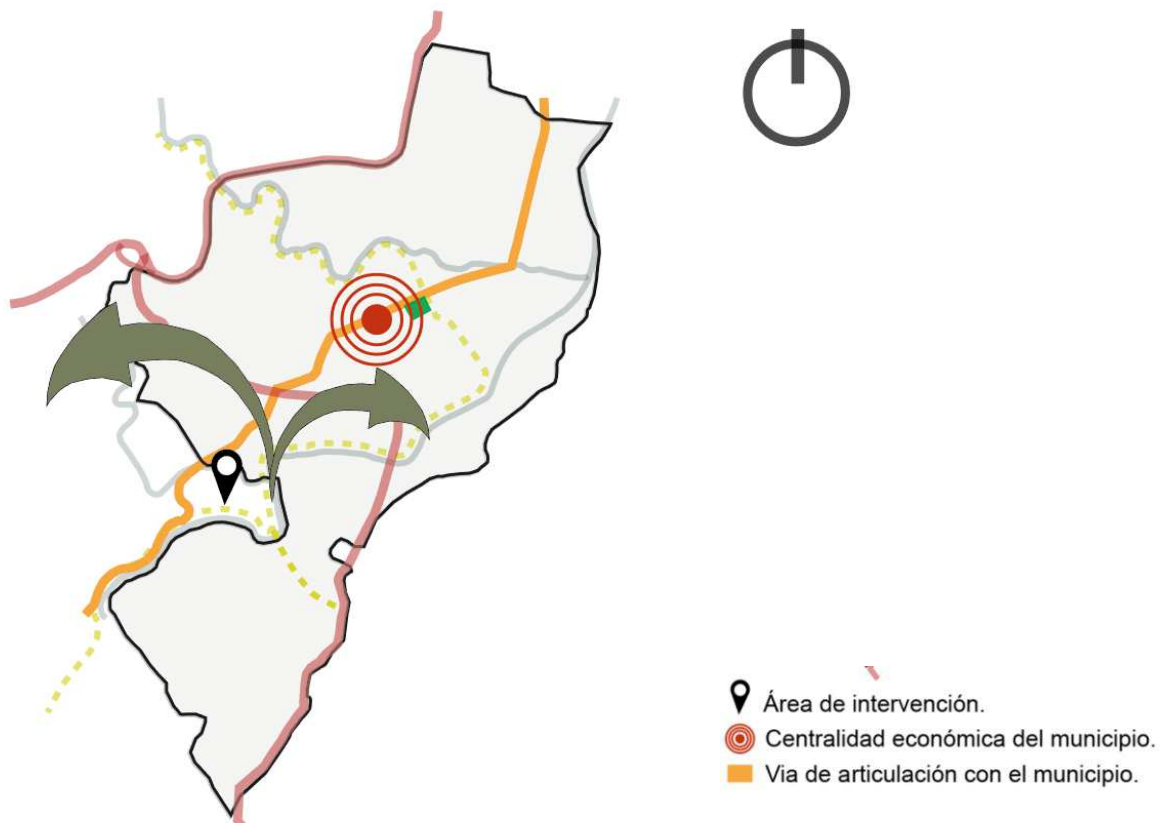 Área de intervención.
Centralidad económica del municipio.
Via de articulación con el municipio.